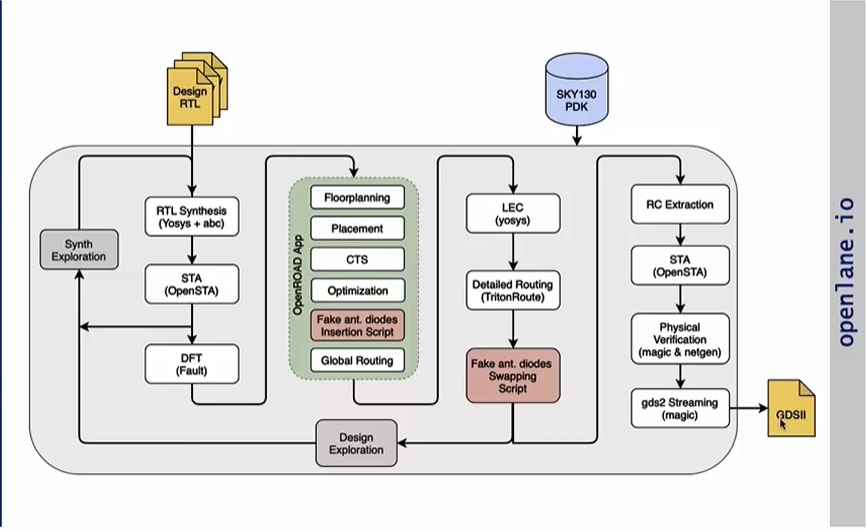 Design
RTL
SKY130
PDK
Synth
Exploration
RTL Synthesis
(Yosys + abc)
STA
(OpenSTA)
DFT
(Fault)
OpenROAD App
Floorplanning
Placement
CTS
Optimization
Fake ant. diodes
Insertion Script
Global Routing
LEC
(yosys)
Detailed Routing
(TritonRoute)
Fake ant. diodes
Swapping
Script
Design
Exploration
RC Extraction
STA
(OpenSTA)
Physical
Verification
(magic & netgen)
gds2 Streaming
(magic)
GDSII
openlane.io